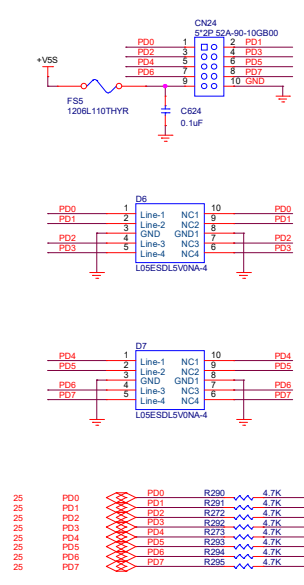 CN24
5*2P 52A-90-10GB00
PD0 1 2 PD1
PD2 3 4 PD3
PD4 5 6 PD5
PD6 7 8 PD7
9 10 GND
+V5S
FS5
1206L110THYR
C624
0.1uF
D6
PD0 1 Line-1 NC1 10 PD0
PD1 2 Line-2 NC2 9 PD1
3 GND GND1 8
PD2 4 Line-3 NC3 7 PD2
PD3 5 Line-4 NC4 6 PD3
L05ESDL5V0NA-4
D7
PD4 1 Line-1 NC1 10 PD4
PD5 2 Line-2 NC2 9 PD5
3 GND GND1 8
PD6 4 Line-3 NC3 7 PD6
PD7 5 Line-4 NC4 6 PD7
L05ESDL5V0NA-4
25 PD0 PD0 R290 4.7K
25 PD1 PD1 R291 4.7K
25 PD2 PD2 R272 4.7K
25 PD3 PD3 R292 4.7K
25 PD4 PD4 R273 4.7K
25 PD5 PD5 R293 4.7K
25 PD6 PD6 R294 4.7K
25 PD7 PD7 R295 4.7K